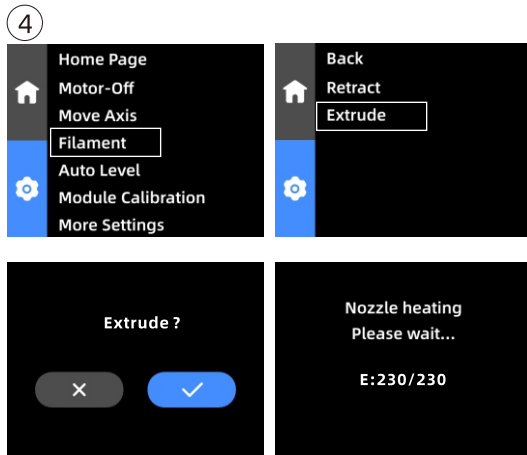 4
Home Page
Motor-Off
Move Axis
Filament
Auto Level
Module Calibration
More Settings
Back
Retract
Extrude
Extrude ?
Nozzle heating
Please wait...
E:230/230